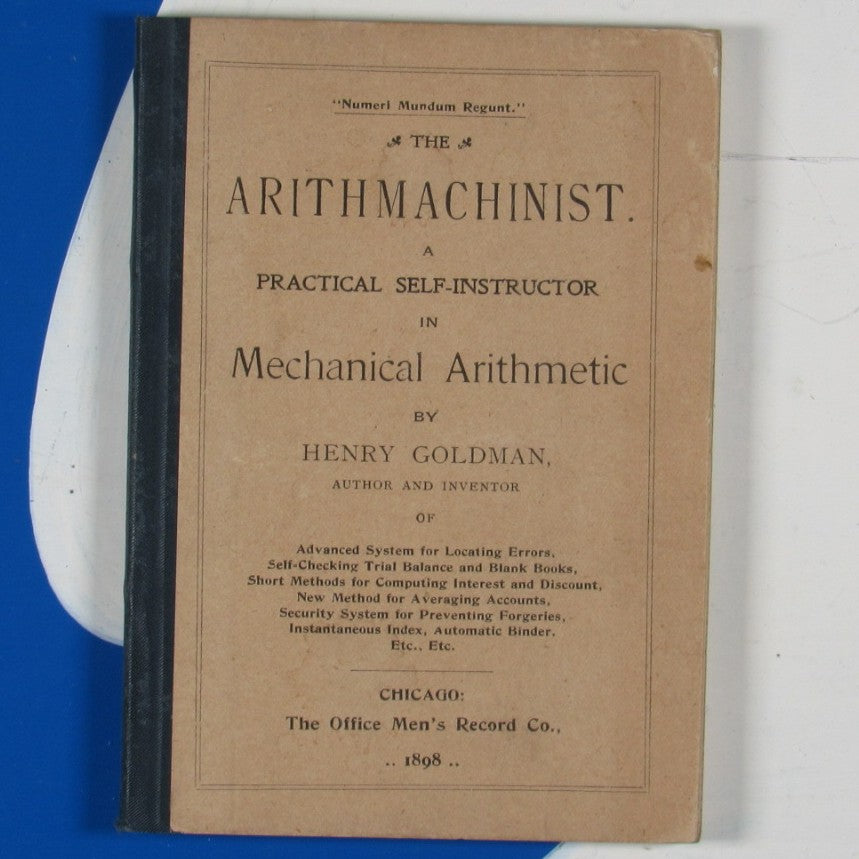 "Numeri Mundum Regunt."
THE
ARITHMACHINIST.
A
PRACTICAL SELF-INSTRUCTOR
IN
Mechanical Arithmetic
BY
HENRY GOLDMAN,
AUTHOR AND INVENTOR
OF
Advanced System for Locating Errors,
Self-Checking Trial Balance and Blank Books,
Short Methods for Computing Interest and Discount,
New Method for Averaging Accounts,
Security System for Preventing Forgeries,
Instantaneous Index, Automatic Binder.
Etc., Etc.
CHICAGO:
The Office Men's Record Co.,
.. 1898 ..